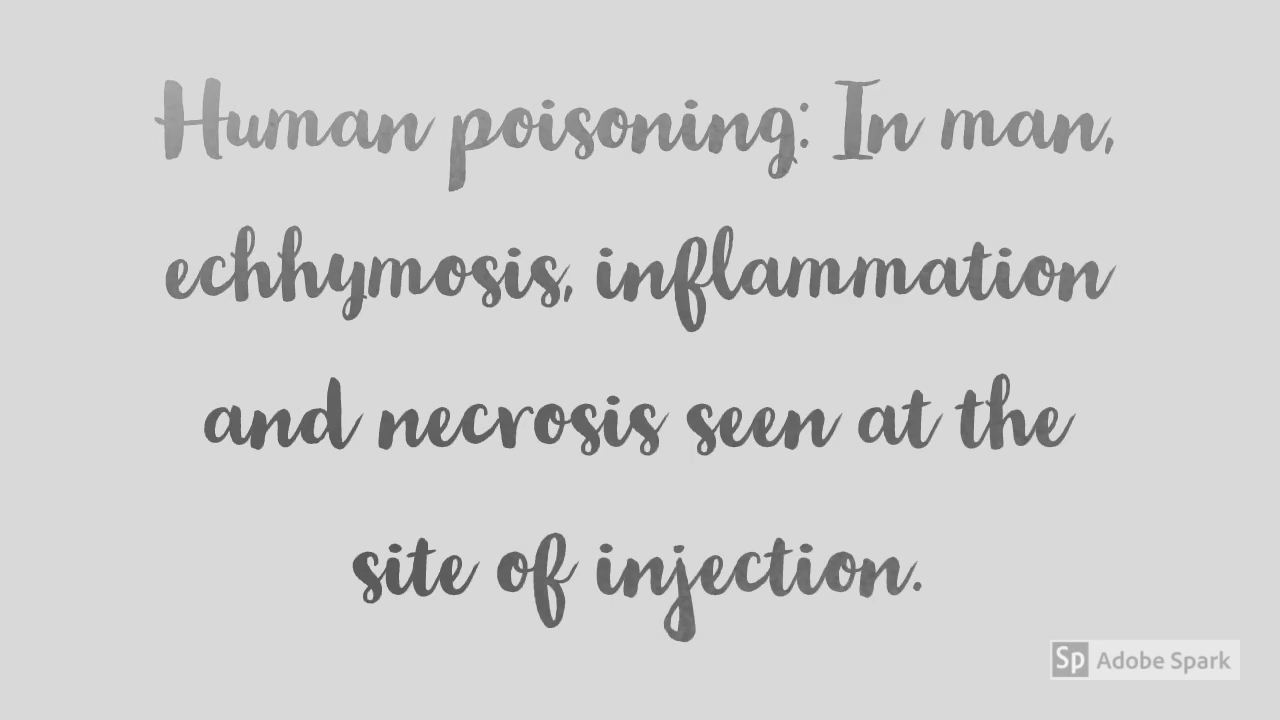 Human poisoning: In man,
echhymosis, inflammation
and necrosis seen at the
site of injection.
Sp Adobe Spark